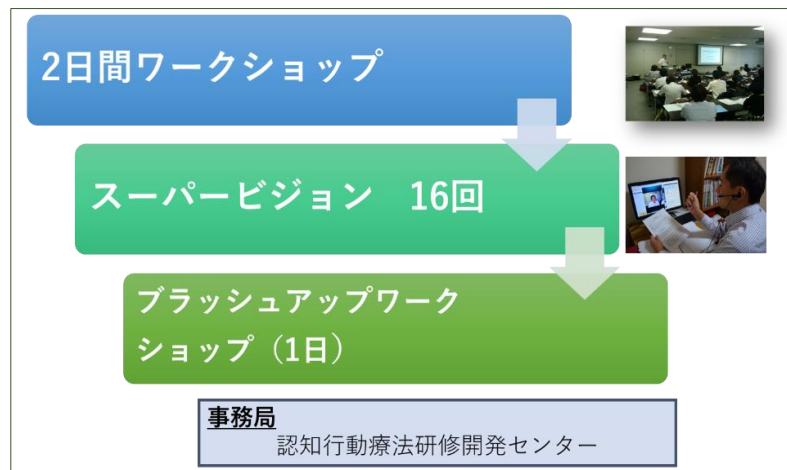 2日間ワークショップ
スーパービジョン　16回
ブラッシュアップワーク
ショップ（1日）
事務局
認知行動療法研修開発センター